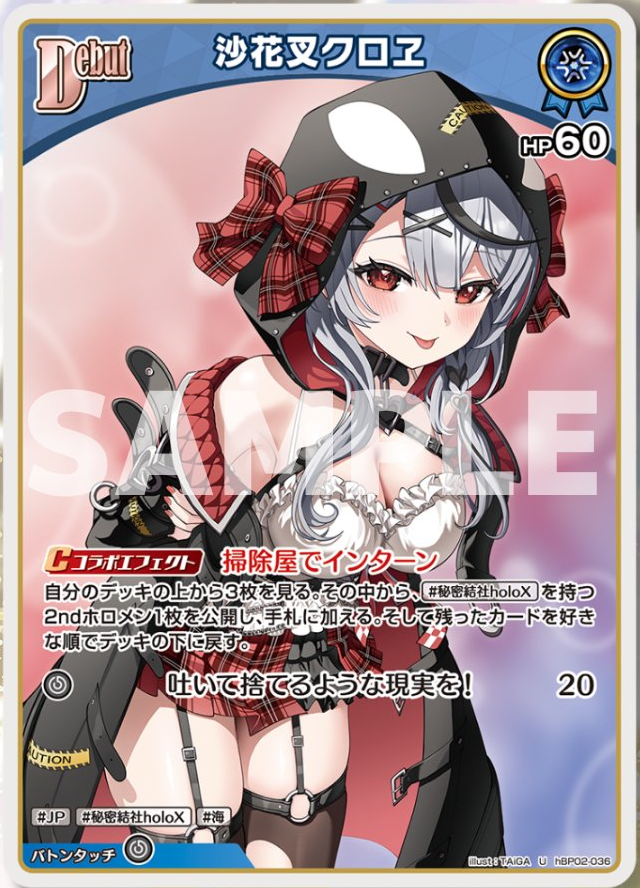 Debut
沙花叉クロヱ
HP60
CAUTION
SAMPLE
Cコラボエフェクト 掃除屋でインターン
自分のデッキの上から3枚を見る。その中から、#秘密結社holoXを持つ
2ndホロメン1枚を公開し、手札に加える。そして残ったカードを好き
な順でデッキの下に戻す。
吐いて捨てるような現実を! 20
AUTION
#JP #秘密結社holoX #海
バトンタッチ
illust:TAiGA U hBP02-036